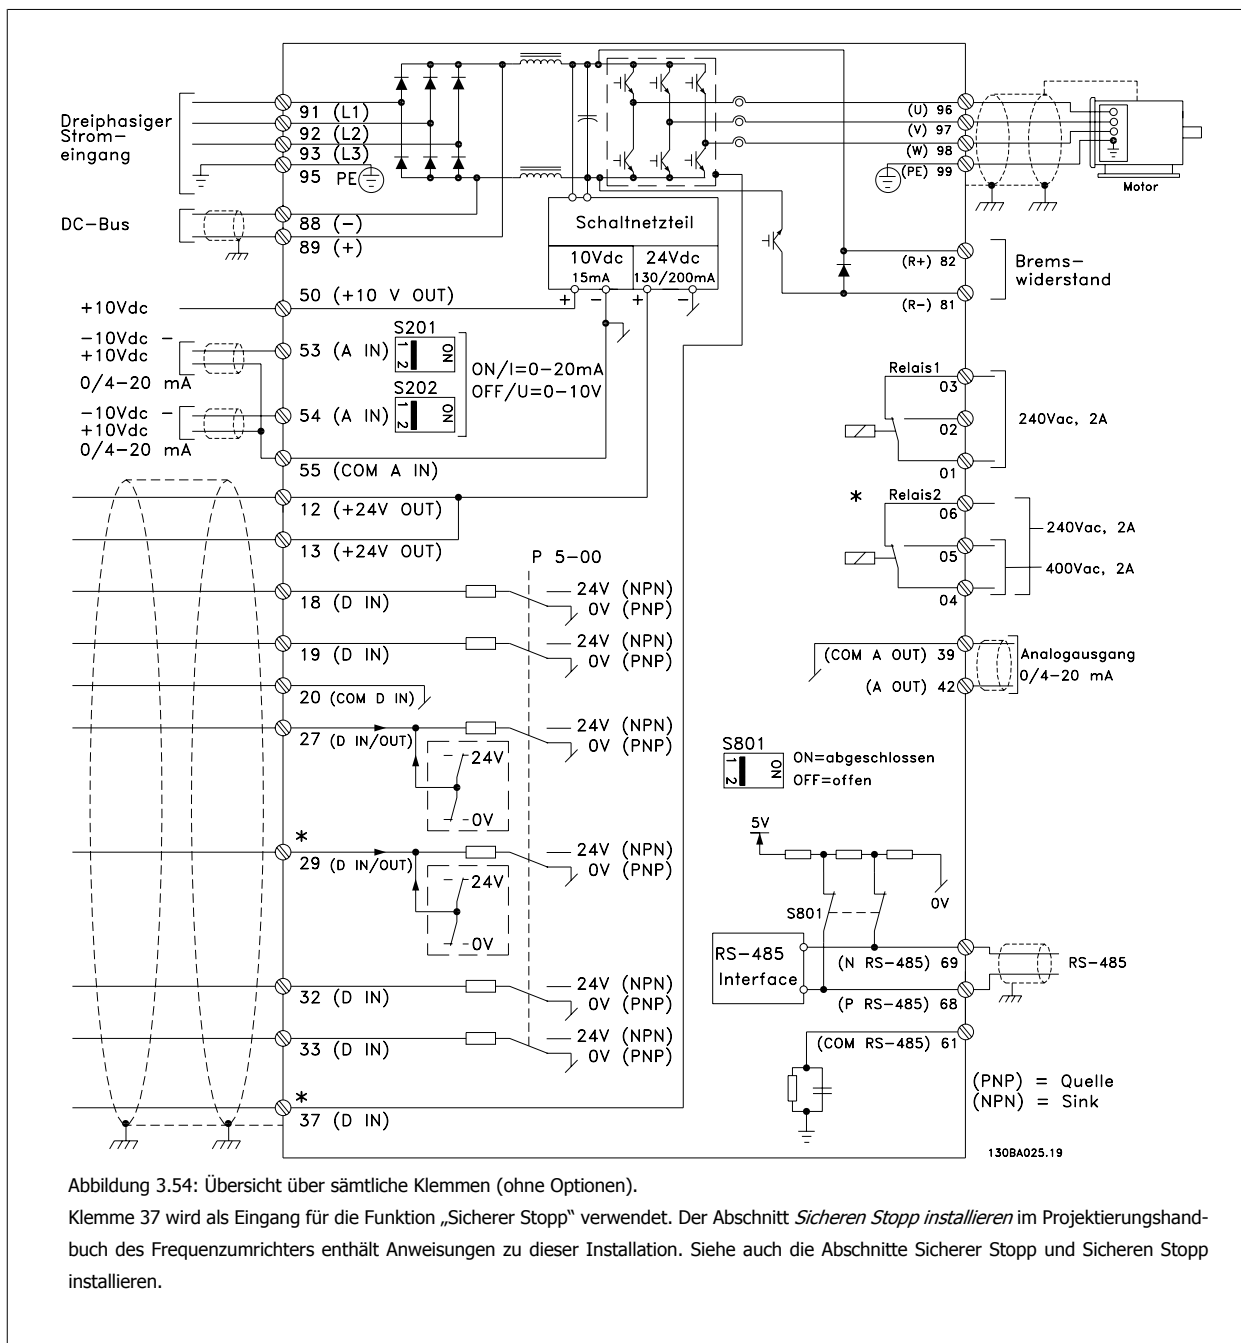 Dreiphasiger
Strom-
eingang
91 (L1)
92 (L2)
93 (L3)
95 PE
DC-Bus
88 (-)
89 (+)
+10Vdc
50 (+10 V OUT)
-10Vdc -
+10Vdc
0/4-20 mA
53 (A IN)
S201
1 2
ON
ON/I=0-20mA
OFF/U=0-10V
S202
1 2
ON
-10Vdc -
+10Vdc
0/4-20 mA
54 (A IN)
55 (COM A IN)
12 (+24V OUT)
13 (+24V OUT)
P 5-00
18 (D IN)
24V (NPN)
0V (PNP)
19 (D IN)
24V (NPN)
0V (PNP)
20 (COM D IN)
27 (D IN/OUT)
24V (NPN)
0V (PNP)
24V
0V
*
29 (D IN/OUT)
24V (NPN)
0V (PNP)
24V
0V
32 (D IN)
24V (NPN)
0V (PNP)
33 (D IN)
24V (NPN)
0V (PNP)
*
37 (D IN)
Schaltnetzteil
10Vdc
15mA
24Vdc
130/200mA
+ - + -
(U) 96
(V) 97
(W) 98
(PE) 99
Motor
(R+) 82
(R-) 81
Brems-
widerstand
Relais1
03
02
01
240Vac, 2A
*
Relais2
06
05
04
240Vac, 2A
400Vac, 2A
(COM A OUT) 39
(A OUT) 42
Analogausgang
0/4-20 mA
S801
1 2
ON
ON=abgeschlossen
OFF=offen
5V
S801
0V
RS-485
Interface
(N RS-485) 69
(P RS-485) 68
RS-485
(COM RS-485) 61
(PNP) = Quelle
(NPN) = Sink
130BA025.19
Abbildung 3.54: Übersicht über sämtliche Klemmen (ohne Optionen).
Klemme 37 wird als Eingang für die Funktion „Sicherer Stopp“ verwendet. Der Abschnitt Sicheren Stopp installieren im Projektierungshand-
buch des Frequenzumrichters enthält Anweisungen zu dieser Installation. Siehe auch die Abschnitte Sicherer Stopp und Sicheren Stopp
installieren.